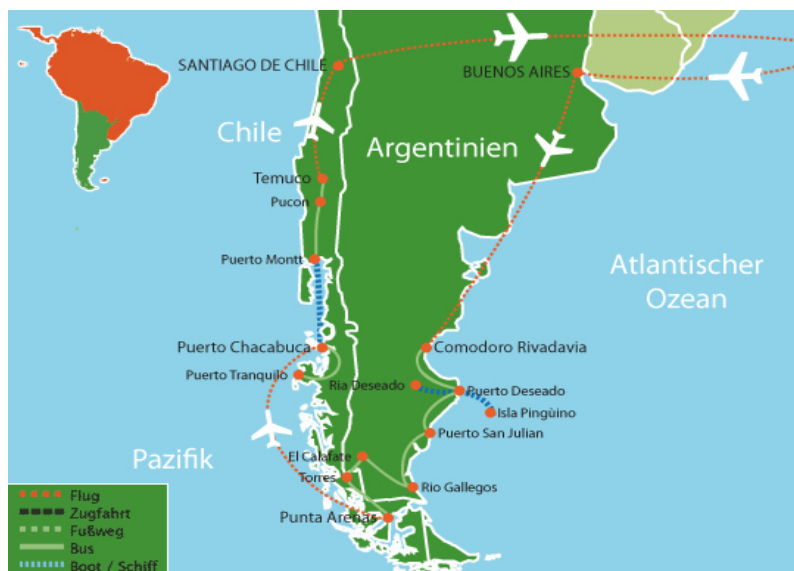 SANTIAGO DE CHILE
BUENOS AIRES
Chile
Argentinien
Temuco
Pucon
Puerto Montt
Atlantischer
Ozean
Puerto Chacabuca
Comodoro Rivadavia
Puerto Tranquilo
Ria Deseado
Puerto Deseado
Isla Pingüino
Puerto San Julian
Pazifik
El Calafate
Torres
Rio Gallegos
Punta Arenas
Flug
Zugfahrt
Fußweg
Bus
Boot / Schiff